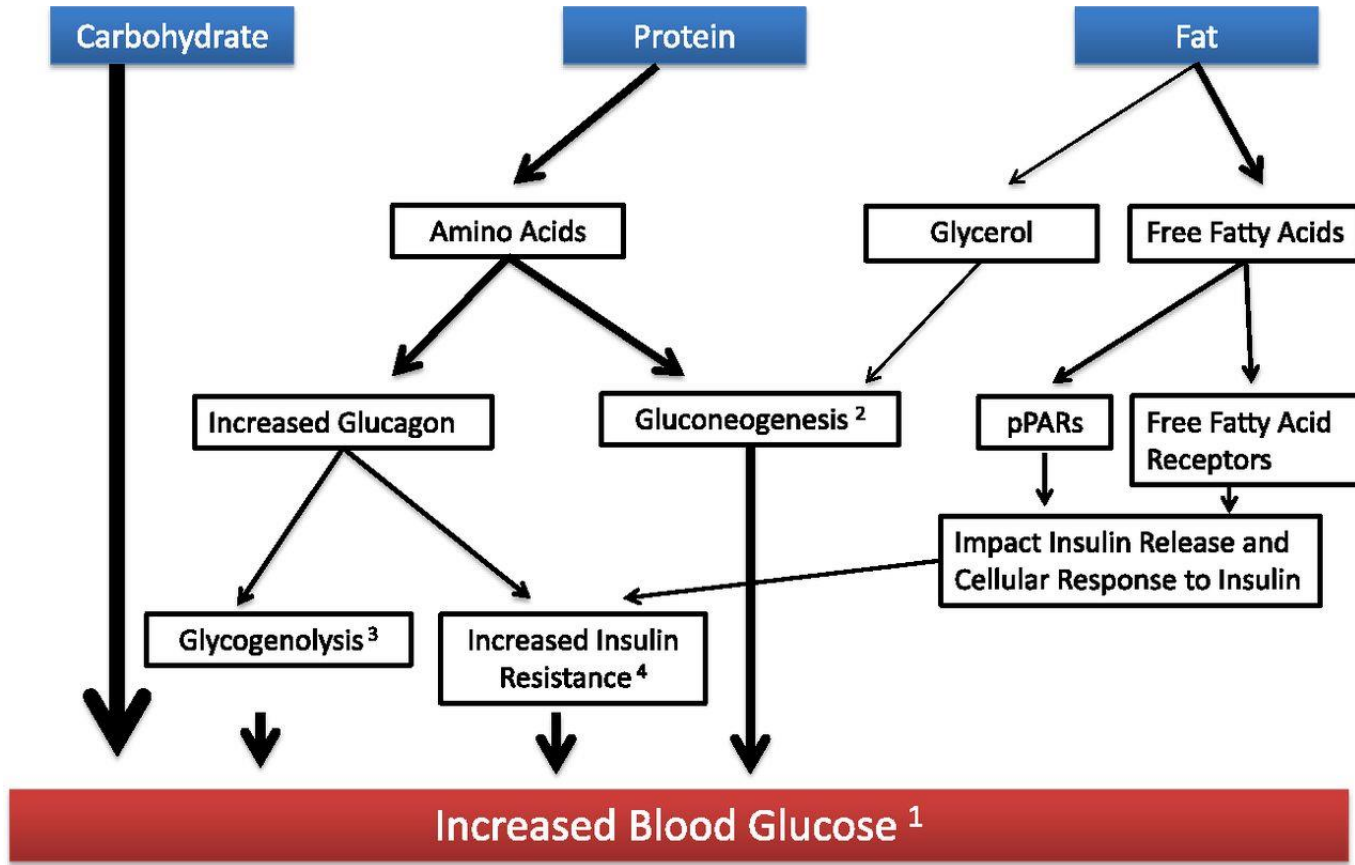 Carbohydrate
Protein
Fat
Amino Acids
Glycerol
Free Fatty Acids
Increased Glucagon
Gluconeogenesis 2
pPARs
Free Fatty Acid
Receptors
Impact Insulin Release and
Cellular Response to Insulin
Glycogenolysis 3
Increased Insulin
Resistance 4
Increased Blood Glucose 1